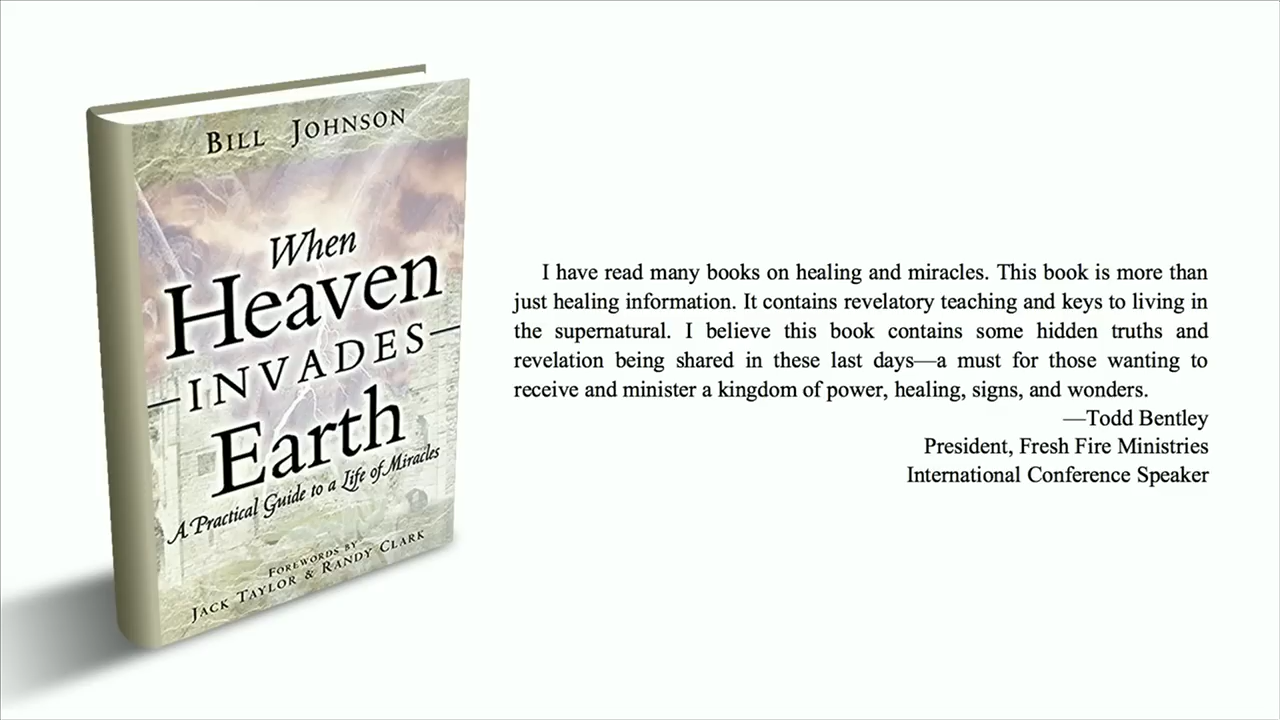 BILL JOHNSON
When
Heaven
INVADES
Earth
A Practical Guide to a Life of Miracles
FOREWORDS BY
JACK TAYLOR & RANDY CLARK
I have read many books on healing and miracles. This book is more than
just healing information. It contains revelatory teaching and keys to living in
the supernatural. I believe this book contains some hidden truths and
revelation being shared in these last days—a must for those wanting to
receive and minister a kingdom of power, healing, signs, and wonders.
—Todd Bentley
President, Fresh Fire Ministries
International Conference Speaker